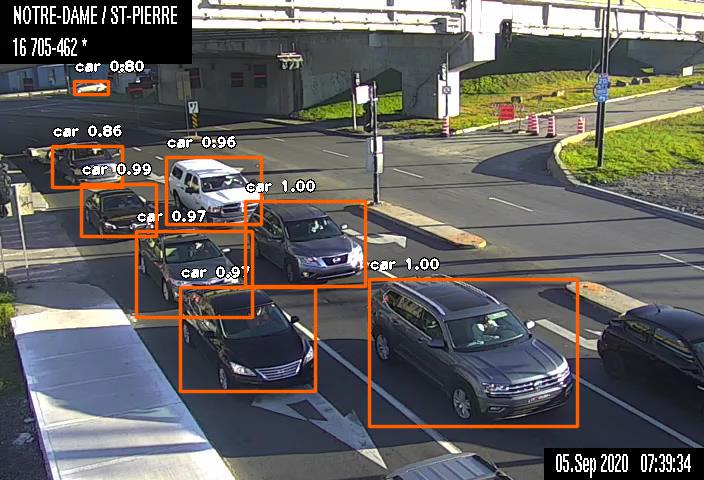 NOTRE-DAME / ST-PIERRE
16 705-462 *
car 0.80
car 0.86
car 0.96
car 0.99
car 1.00
car 0.97
car 0.97
car 1.00
05.Sep 2020 07:39:34